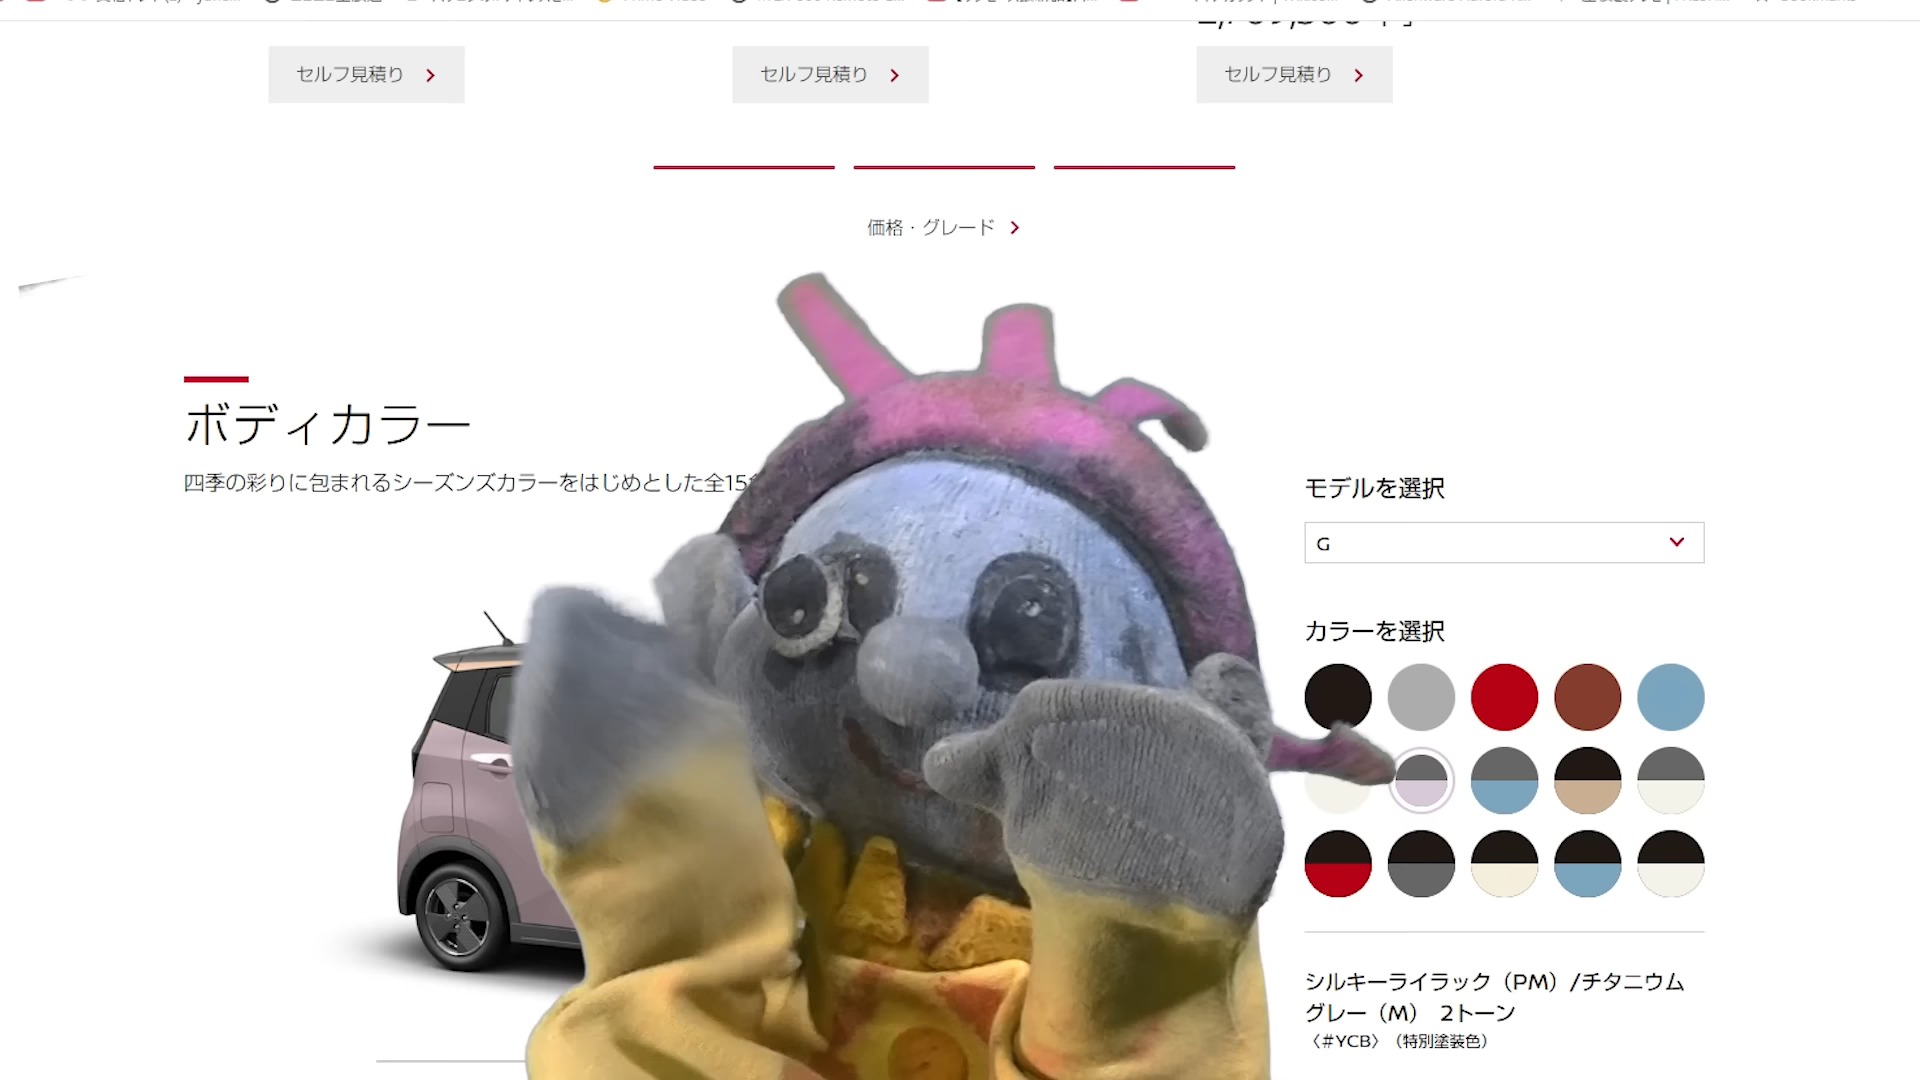 セルフ見積り
セルフ見積り
セルフ見積り
価格・グレード
ボディカラー
四季の彩りに包まれるシーズンズカラーをはじめとした全15
モデルを選択
G
カラーを選択
シルキーライラック（PM）/チタニウム
グレー（M） 2トーン
〈#YCB〉（特別塗装色）